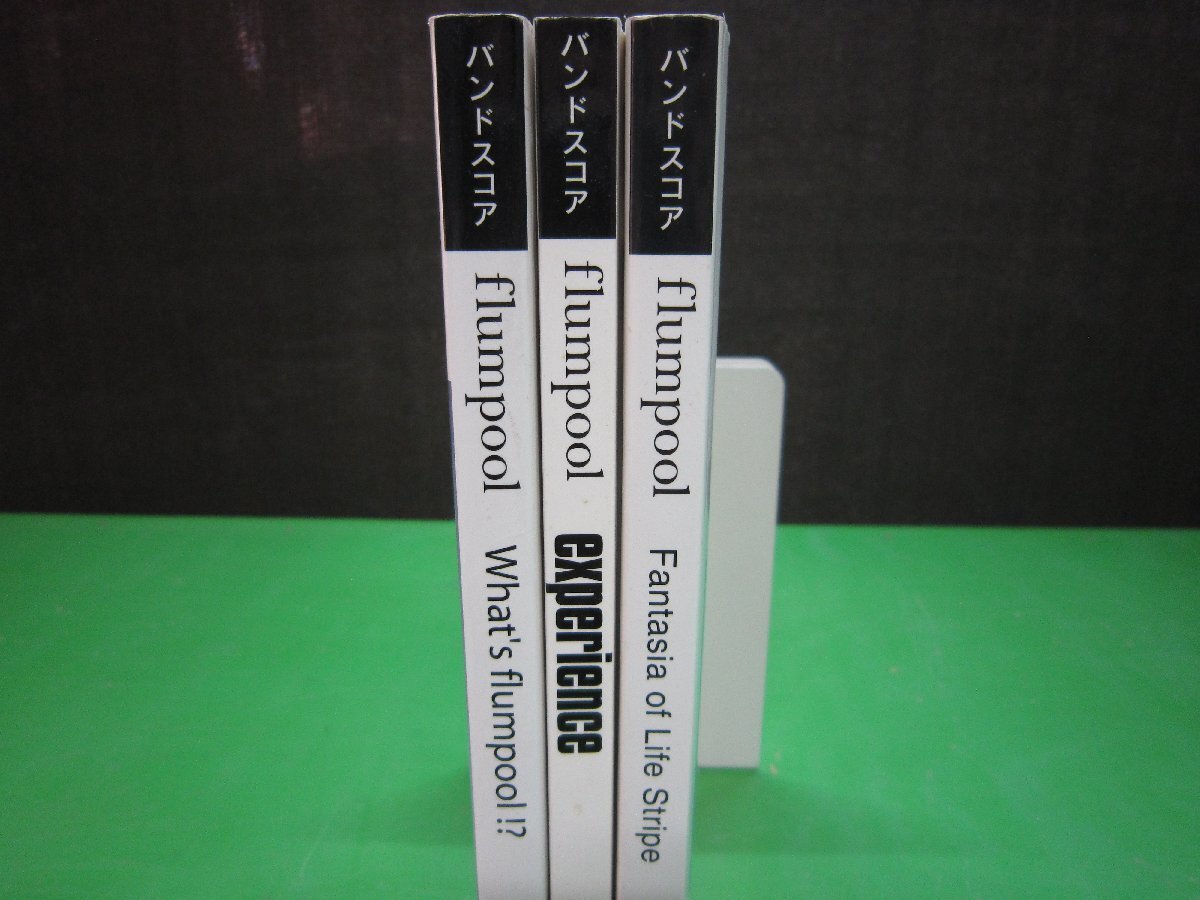 バンドスコア flumpool What's flumpool !?
バンドスコア flumpool experience
バンドスコア flumpool Fantasia of Life Stripe